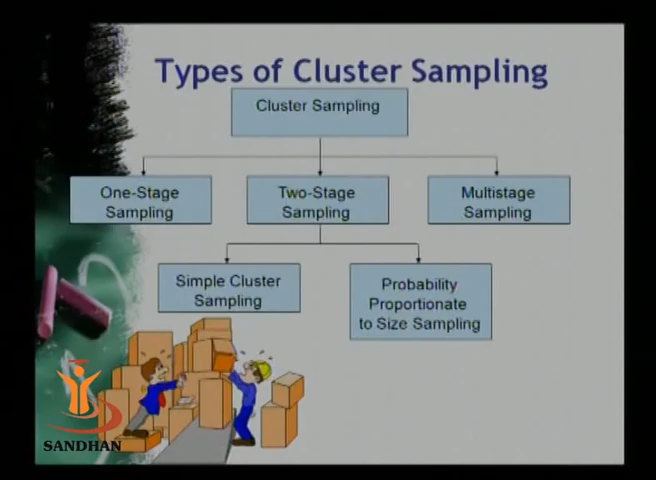 Types of Cluster Sampling
Cluster Sampling
One-Stage
Sampling
Two-Stage
Sampling
Multistage
Sampling
Simple Cluster
Sampling
Probability
Proportionate
to Size Sampling
SANDHAN